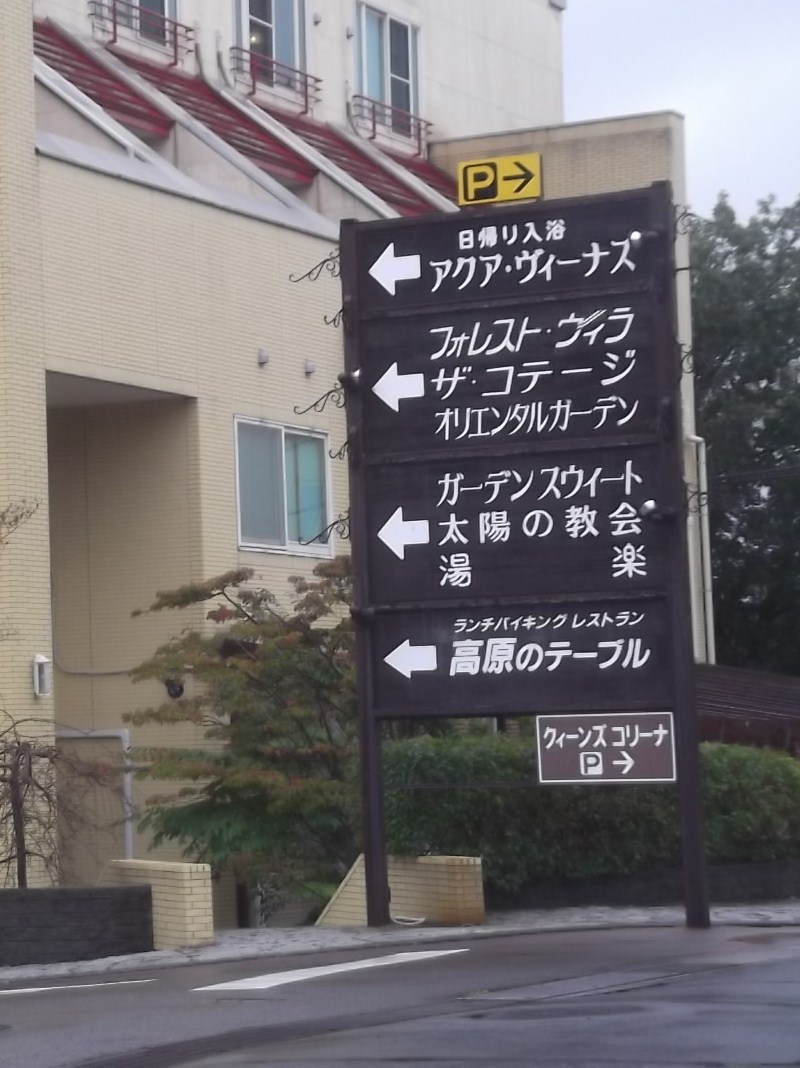 P→
日帰り入浴
←アクア・ヴィーナス
フォレスト・ヴィラ
←ザ・コテージ
オリエンタルガーデン
ガーデンスウィート
←太陽の教会
湯楽
ランチバイキングレストラン
←高原のテーブル
クィーンズコリーナ
P→